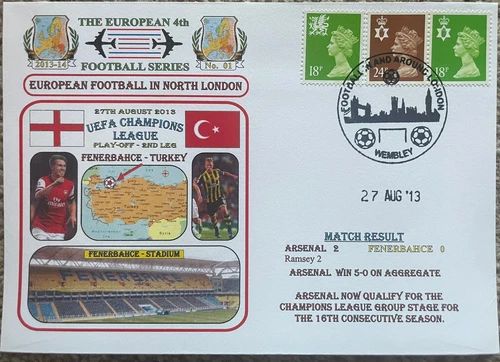 THE EUROPEAN 4th
FOOTBALL SERIES
2013-14
No. 01
EUROPEAN FOOTBALL IN NORTH LONDON
27TH AUGUST 2013
UEFA CHAMPIONS
LEAGUE
PLAY-OFF - 2ND LEG
FENERBAHCE - TURKEY
FENERBAHCE - STADIUM
18P
24P
18P
FOOTBALL IN AND AROUND LONDON
WEMBLEY
27 AUG '13
MATCH RESULT
ARSENAL 2 FENERBAHCE 0
Ramsey 2
ARSENAL WIN 5-0 ON AGGREGATE
ARSENAL NOW QUALIFY FOR THE
CHAMPIONS LEAGUE GROUP STAGE FOR
THE 16TH CONSECUTIVE SEASON.